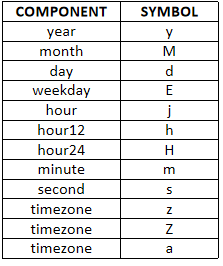 COMPONENT SYMBOL
year y
month M
day d
weekday E
hour j
hour12 h
hour24 H
minute m
second s
timezone z
timezone Z
timezone a